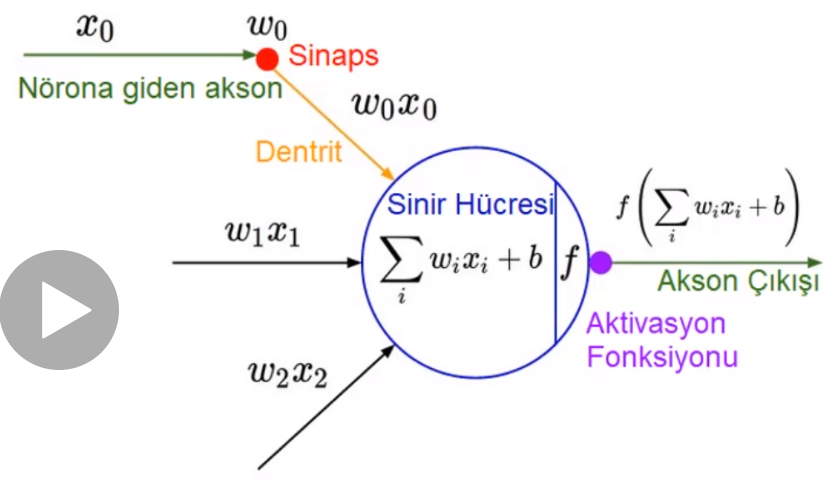 x₀
w₀
Sinaps
Nörona giden akson
w₀x₀
Dentrit
Sinir Hücresi
f(∑ᵢ wᵢxᵢ + b)
w₁x₁
∑ᵢ wᵢxᵢ + b
f
Akson Çıkışı
Aktivasyon
Fonksiyonu
w₂x₂